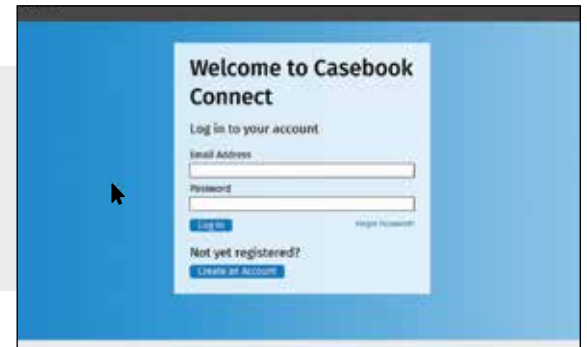 Welcome to Casebook
Connect
Log in to your account
Email Address
Password
Log In
Forgot Password?
Not yet registered?
Create an Account